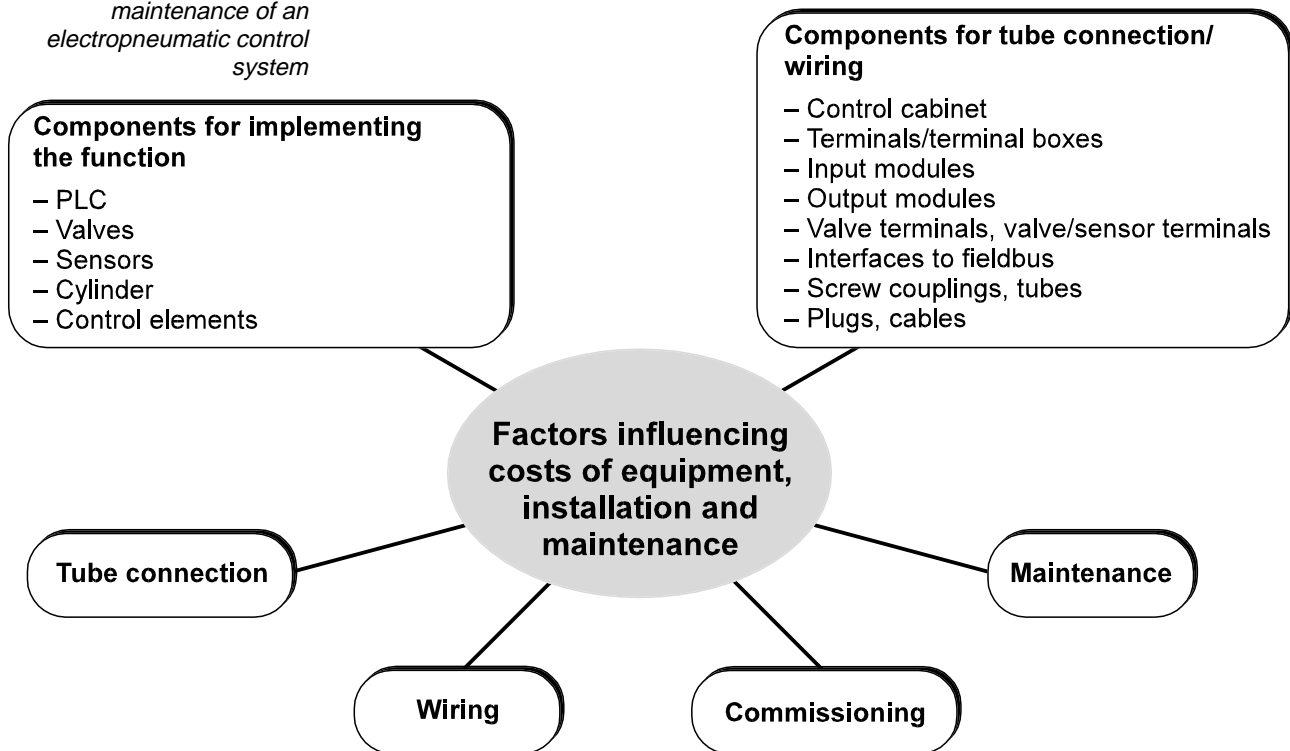 maintenance of an
electropneumatic control
system
Components for implementing
the function
– PLC
– Valves
– Sensors
– Cylinder
– Control elements
Components for tube connection/
wiring
– Control cabinet
– Terminals/terminal boxes
– Input modules
– Output modules
– Valve terminals, valve/sensor terminals
– Interfaces to fieldbus
– Screw couplings, tubes
– Plugs, cables
Factors influencing
costs of equipment,
installation and
maintenance
Tube connection
Maintenance
Wiring
Commissioning